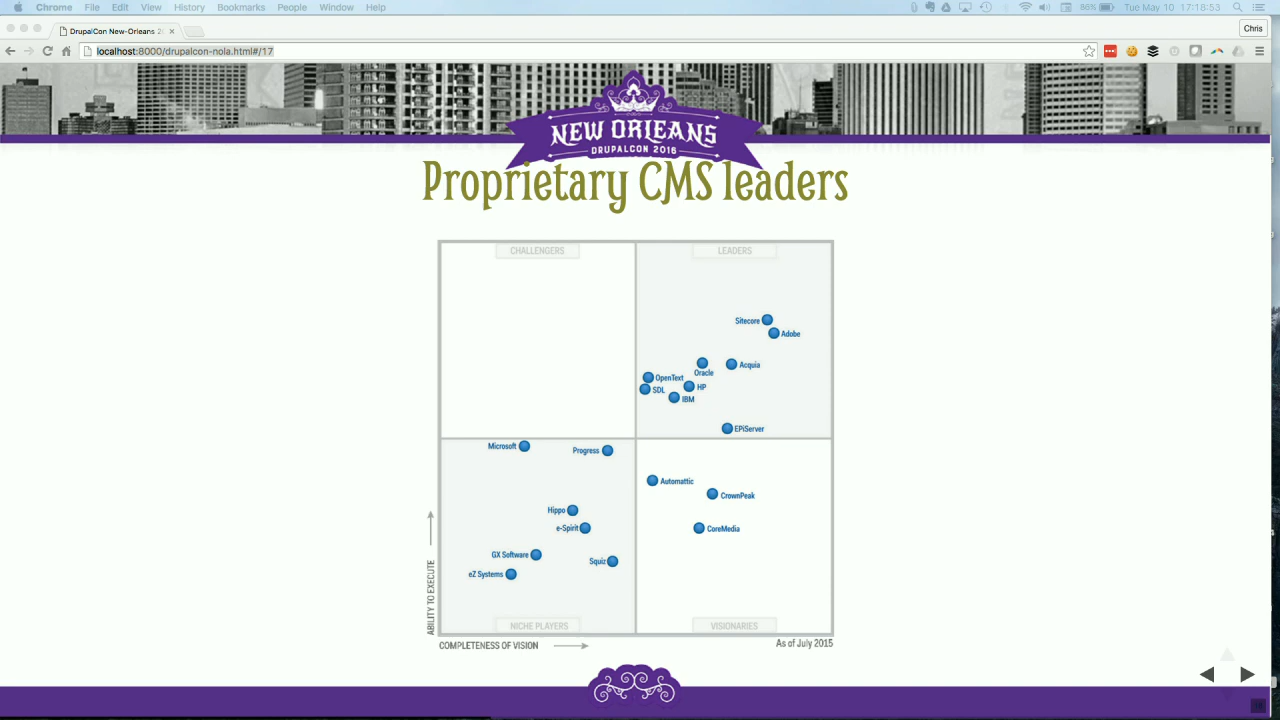 Chrome File Edit View History Bookmarks People Window Help
86% Tue May 10 17:18:53
DrupalCon New-Orleans 2
Chris
localhost:8000/drupalcon-nola.html#/17
NEW ORLEANS
DRUPALCON 2016
Proprietary CMS leaders
CHALLENGERS
LEADERS
Sitecore
Adobe
Acquia
Oracle
OpenText
HP
SDL
IBM
EPiServer
Microsoft
Progress
Automattic
CrownPeak
Hippo
e-Spirit
CoreMedia
GX Software
Squiz
eZ Systems
NICHE PLAYERS
VISIONARIES
ABILITY TO EXECUTE
COMPLETENESS OF VISION
As of July 2015